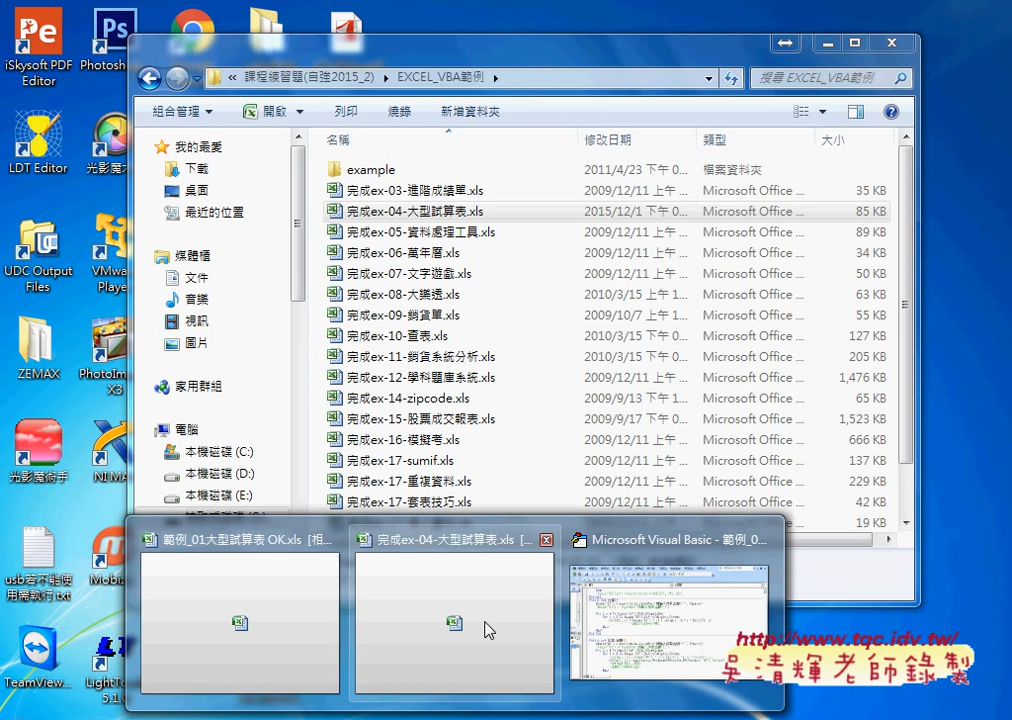 iSkysoft PDF Editor
Photosh
LDT Editor
光影魔
UDC Output Files
VMwa Playe
ZEMAX
PhotoIm X3
光影魔術手
NI MA
usb若不能使用需執行.txt
Mobiz
TeamView...
LightTo 5.1.0
« 課程練習題(自強2015_2) ▸ EXCEL_VBA範例 ▸
搜尋 EXCEL_VBA範例
組合管理 開啟 列印 燒錄 新增資料夾
我的最愛
下載
桌面
最近的位置
媒體櫃
文件
音樂
視訊
圖片
家用群組
電腦
本機磁碟 (C:)
本機磁碟 (D:)
本機磁碟 (E:)
名稱 修改日期 類型 大小
example 2011/4/23 下午 0... 檔案資料夾
完成ex-03-進階成績單.xls 2009/12/11 上午 ... Microsoft Office ... 35 KB
完成ex-04-大型試算表.xls 2015/12/1 下午 0... Microsoft Office ... 85 KB
完成ex-05-資料處理工具.xls 2009/12/11 上午 ... Microsoft Office ... 89 KB
完成ex-06-萬年曆.xls 2009/12/11 上午 ... Microsoft Office ... 34 KB
完成ex-07-文字遊戲.xls 2009/12/11 上午 ... Microsoft Office ... 50 KB
完成ex-08-大樂透.xls 2010/3/15 上午 1... Microsoft Office ... 63 KB
完成ex-09-銷貨單.xls 2009/10/7 上午 1... Microsoft Office ... 55 KB
完成ex-10-查表.xls 2010/3/15 上午 1... Microsoft Office ... 127 KB
完成ex-11-銷貨系統分析.xls 2010/3/15 上午 1... Microsoft Office ... 205 KB
完成ex-12-學科題庫系統.xls 2009/12/11 上午 ... Microsoft Office ... 1,476 KB
完成ex-14-zipcode.xls 2009/9/13 上午 1... Microsoft Office ... 65 KB
完成ex-15-股票成交報表.xls 2009/9/17 下午 0... Microsoft Office ... 1,523 KB
完成ex-16-模擬考.xls 2009/12/11 上午 ... Microsoft Office ... 666 KB
完成ex-17-sumif.xls 2009/12/11 上午 ... Microsoft Office ... 137 KB
完成ex-17-重複資料.xls 2009/12/11 上午 ... Microsoft Office ... 229 KB
完成ex-17-套表技巧.xls 2009/12/11 上午 ... Microsoft Office ... 42 KB
19 KB
範例_01大型試算表 OK.xls [相...
完成ex-04-大型試算表.xls [...
Microsoft Visual Basic - 範例_0...
http://www.tqc.idv.tw/
吳清輝老師錄製